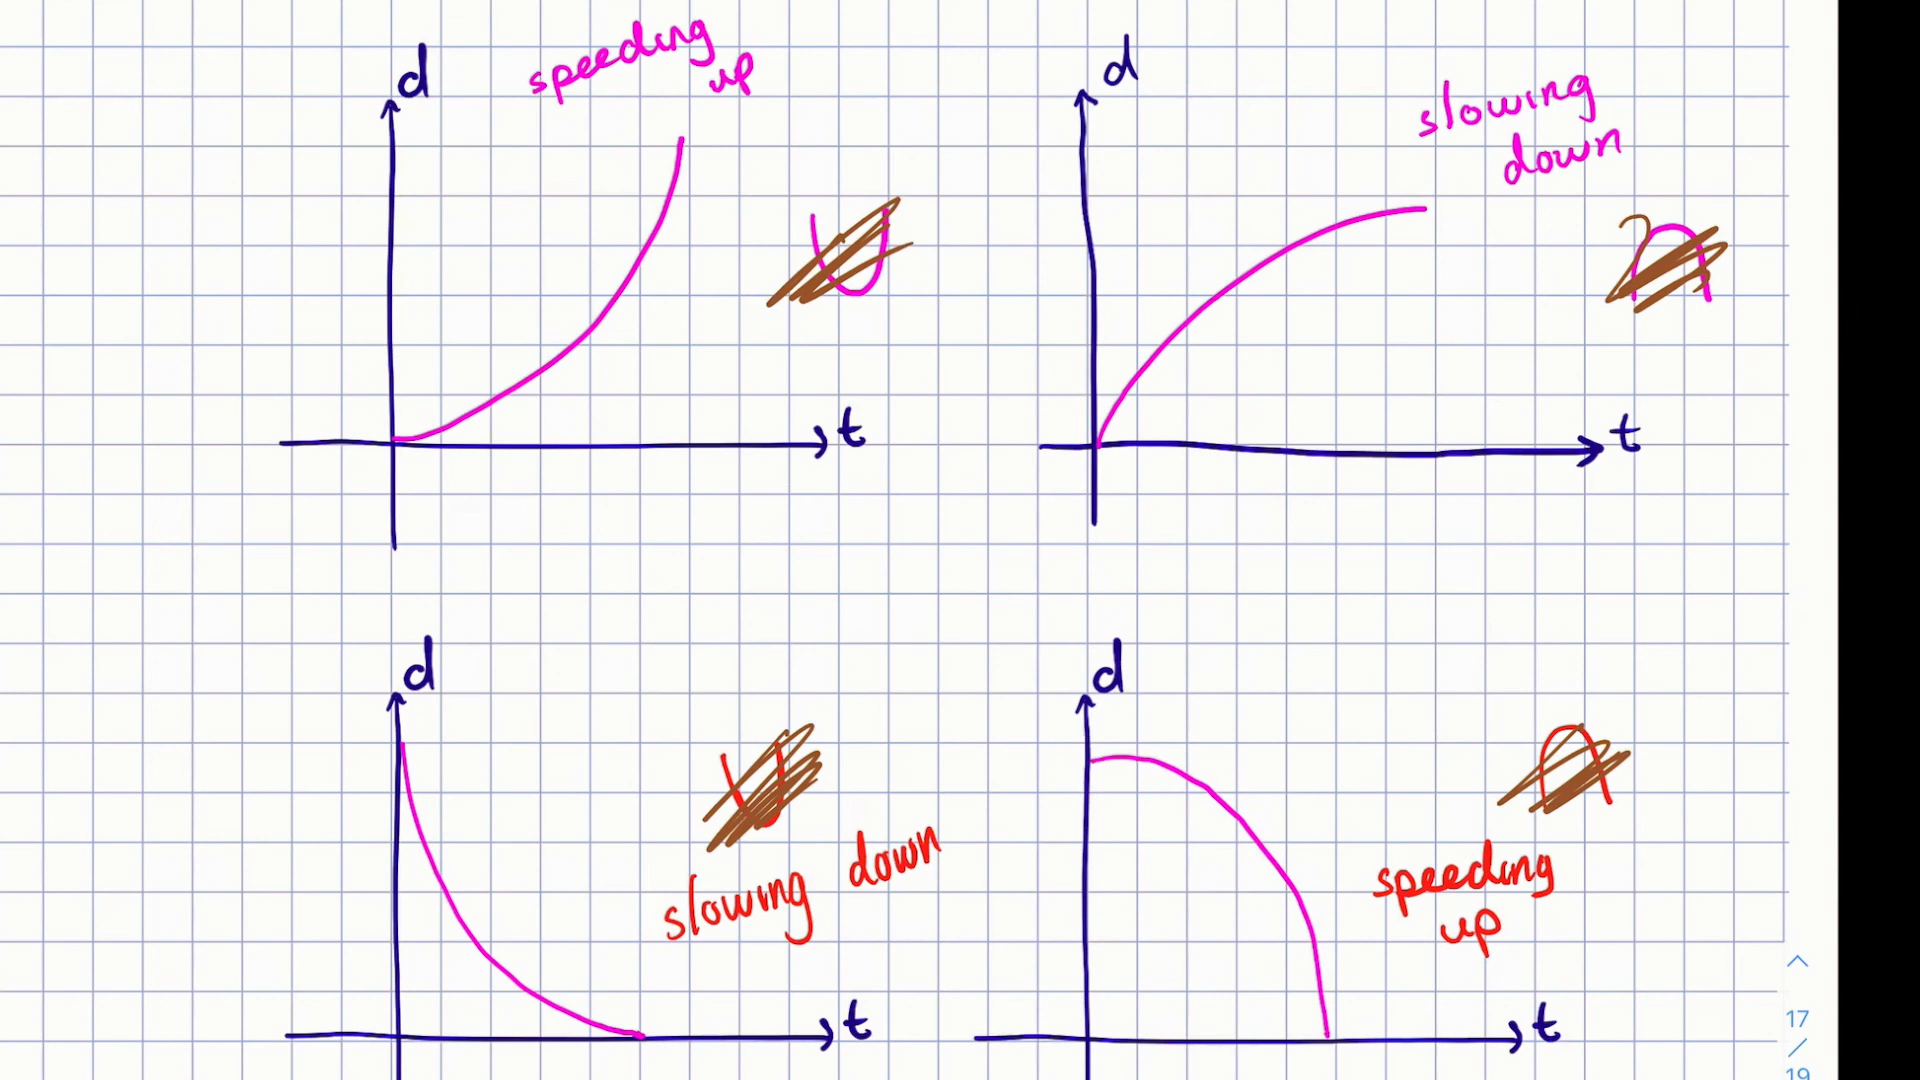 d
speeding
up
d
slowing
down
t
t
d
slowing down
t
d
speeding
up
t
17
/
19